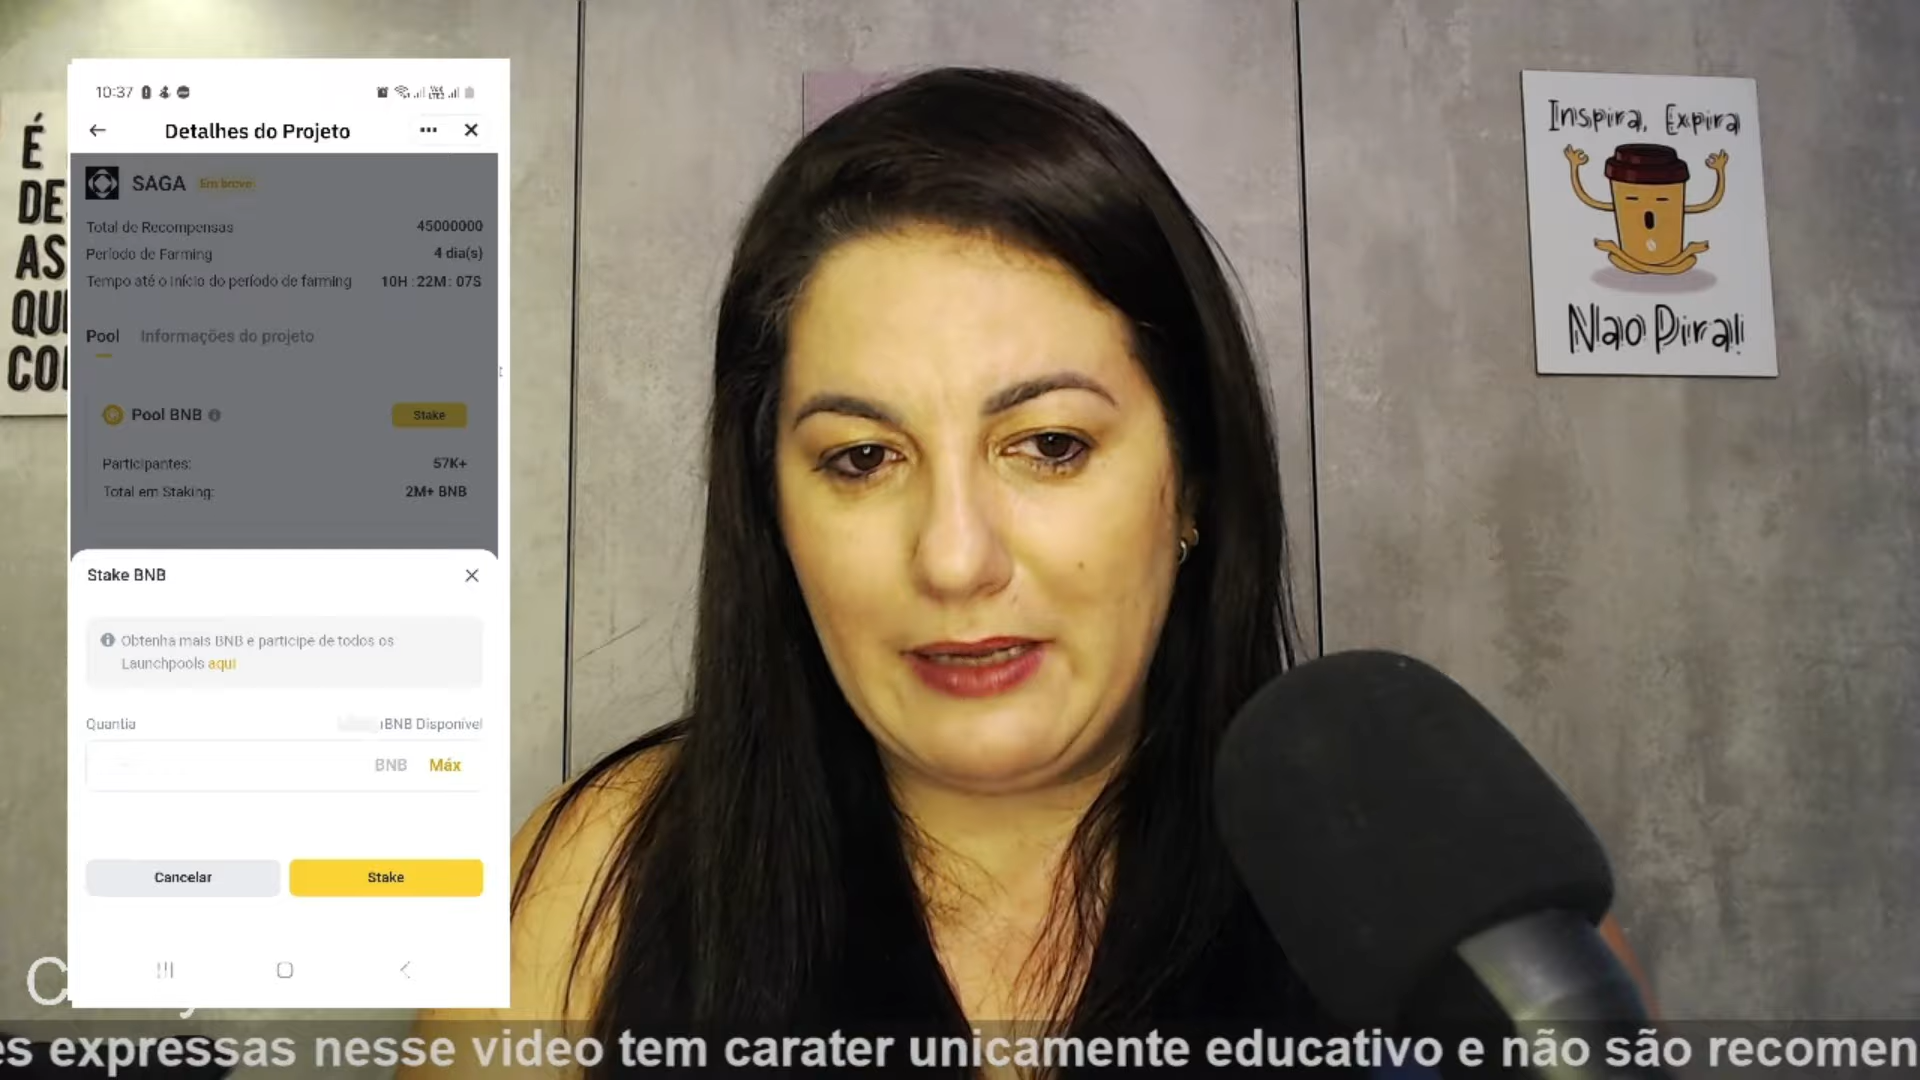 É
DE
AS
QU
CO
10:37
Detalhes do Projeto
SAGA Em breve
Total de Recompensas 45000000
Período de Farming 4 dia(s)
Tempo até o Início do período de farming 10H : 22M : 07S
Pool Informações do projeto
Pool BNB Stake
Participantes: 57K+
Total em Staking: 2M+ BNB
Stake BNB
Obtenha mais BNB e participe de todos os
Launchpools aqui
Quantia BNB Disponível
BNB Máx
Cancelar Stake
Inspira, Expira
Não Pira!
C
es expressas nesse video tem carater unicamente educativo e não são recomen